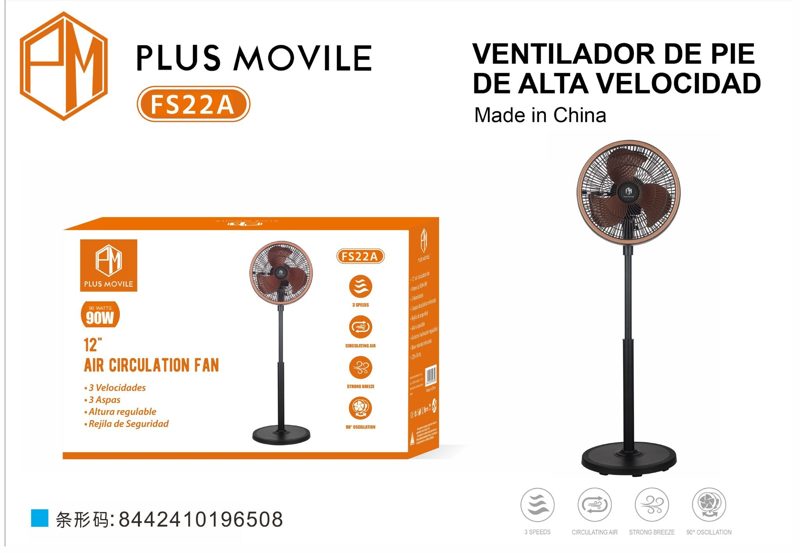 PM
PLUS MOVILE
FS22A
VENTILADOR DE PIE
DE ALTA VELOCIDAD
Made in China
PM
PLUS MOVILE
90 WATTS
90W
12"
AIR CIRCULATION FAN
• 3 Velocidades
• 3 Aspas
• Altura regulable
• Rejila de Seguridad
FS22A
3 SPEEDS
CIRCULATING AIR
STRONG BREEZE
90° OSCILLATION
条形码: 8442410196508
3 SPEEDS
CIRCULATING AIR
STRONG BREEZE
90° OSCILLATION